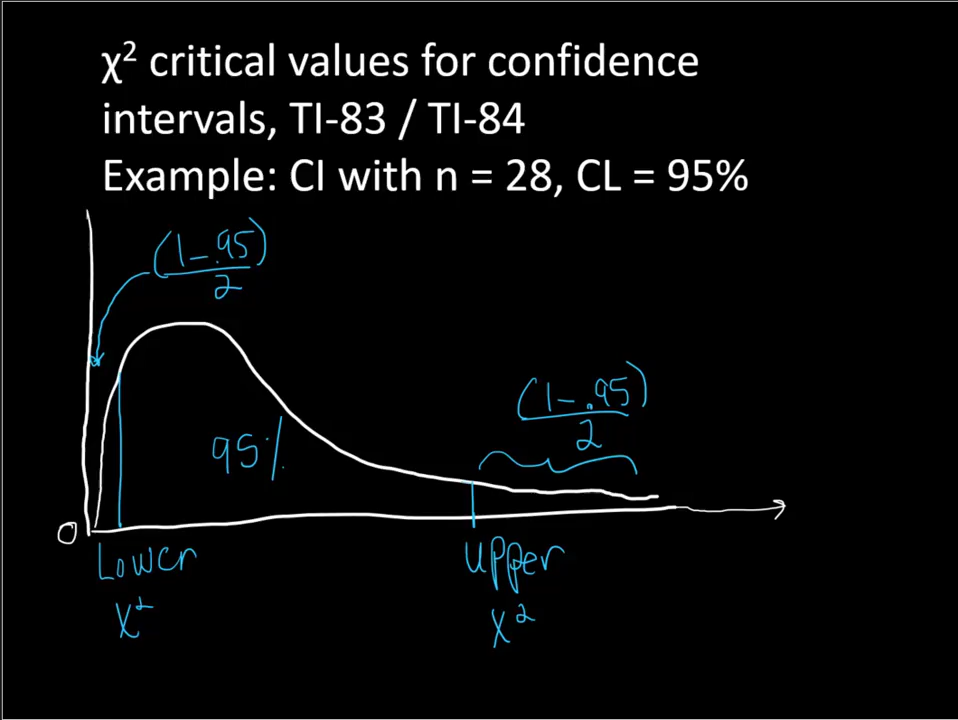 χ² critical values for confidence
intervals, TI-83 / TI-84
Example: CI with n = 28, CL = 95%
(1-.95)
2
(1-.95)
2
95%
0
Lower
χ²
Upper
χ²